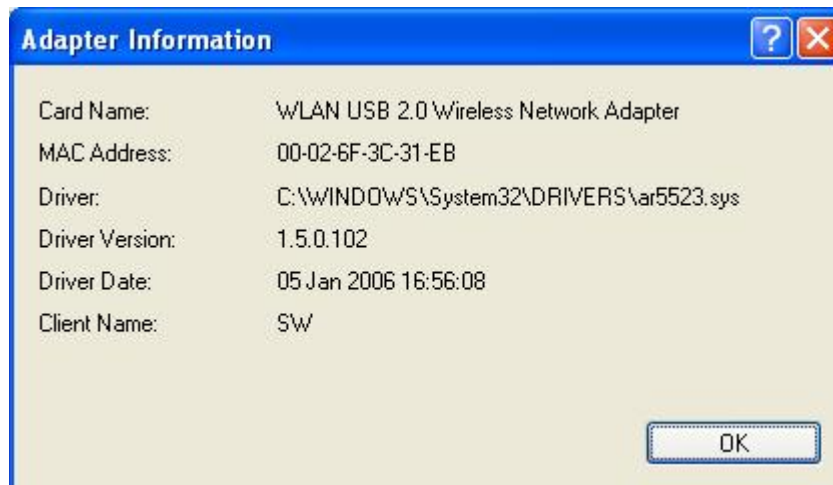 Adapter Information
Card Name: WLAN USB 2.0 Wireless Network Adapter
MAC Address: 00-02-6F-3C-31-EB
Driver: C:\WINDOWS\System32\DRIVERS\ar5523.sys
Driver Version: 1.5.0.102
Driver Date: 05 Jan 2006 16:56:08
Client Name: SW
OK